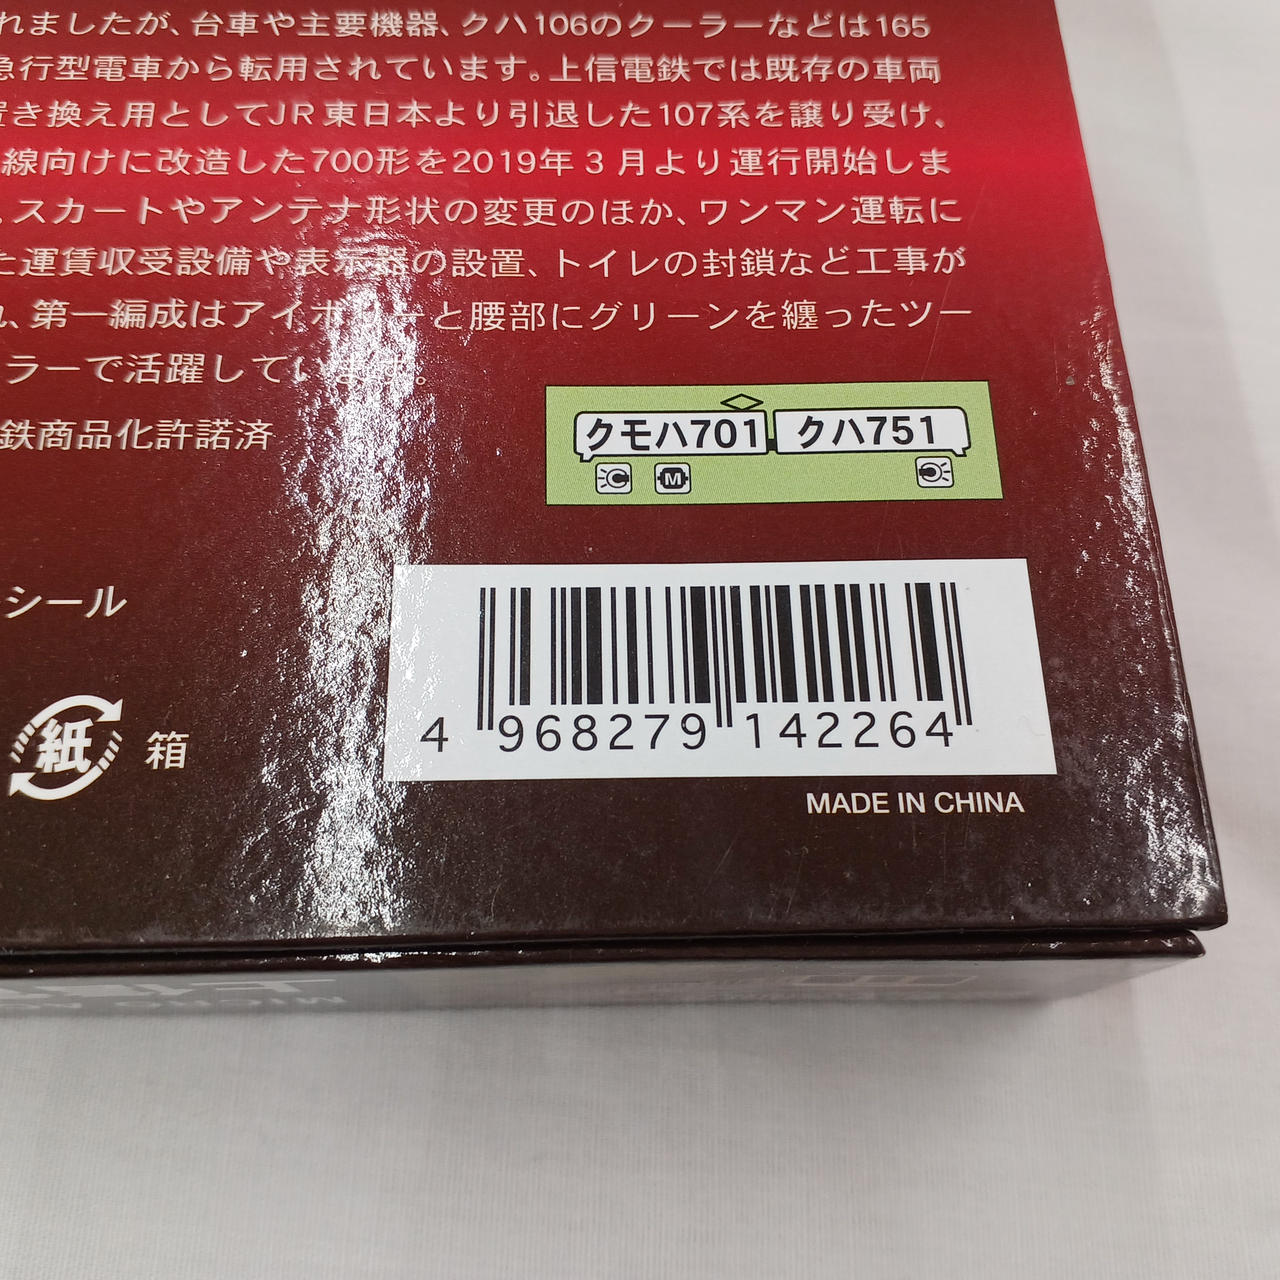 れましたが、台車や主要機器、クハ106のクーラーなどは165
急行型電車から転用されています。上信電鉄では既存の車両
置き換え用としてJR東日本より引退した107系を譲り受け、
線向けに改造した700形を2019年3月より運行開始しま
。スカートやアンテナ形状の変更のほか、ワンマン運転に
た運賃収受設備や表示器の設置、トイレの封鎖など工事が
れ、第一編成はアイボリーと腰部にグリーンを纏ったツー
ラーで活躍しています。
鉄商品化許諾済
クモハ701 クハ751
M
シール
紙 箱
4 968279 142264
MADE IN CHINA